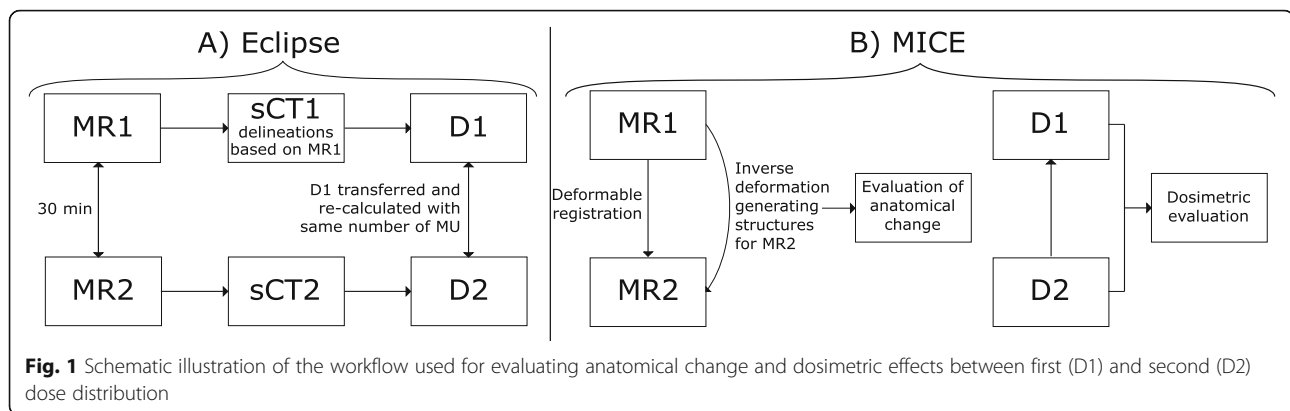 A) Eclipse
MR1
sCT1
delineations
based on MR1
D1
30 min
D1 transferred and
re-calculated with
same number of MU
MR2
sCT2
D2
B) MICE
MR1
Deformable
registration
Inverse
deformation
generating
structures
for MR2
Evaluation of
anatomical
change
MR2
D1
Dosimetric
evaluation
D2
Fig. 1 Schematic illustration of the workflow used for evaluating anatomical change and dosimetric effects between first (D1) and second (D2)
dose distribution